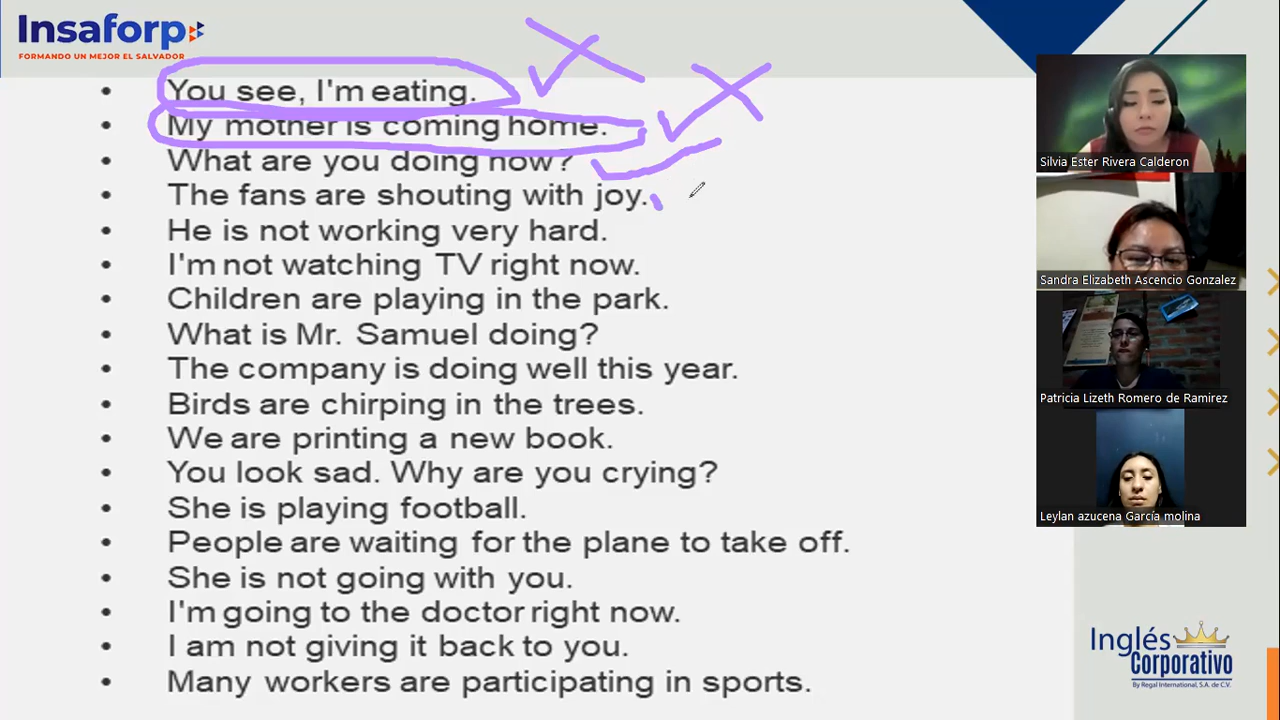 Insaforp
FORMANDO UN MEJOR EL SALVADOR
• You see, I'm eating.
• My mother is coming home.
• What are you doing now?
• The fans are shouting with joy.
• He is not working very hard.
• I'm not watching TV right now.
• Children are playing in the park.
• What is Mr. Samuel doing?
• The company is doing well this year.
• Birds are chirping in the trees.
• We are printing a new book.
• You look sad. Why are you crying?
• She is playing football.
• People are waiting for the plane to take off.
• She is not going with you.
• I'm going to the doctor right now.
• I am not giving it back to you.
• Many workers are participating in sports.
Silvia Ester Rivera Calderon
Sandra Elizabeth Ascencio Gonzalez
Patricia Lizeth Romero de Ramirez
Leylan azucena García molina
Inglés
Corporativo
By Regal International, S.A. de C.V.